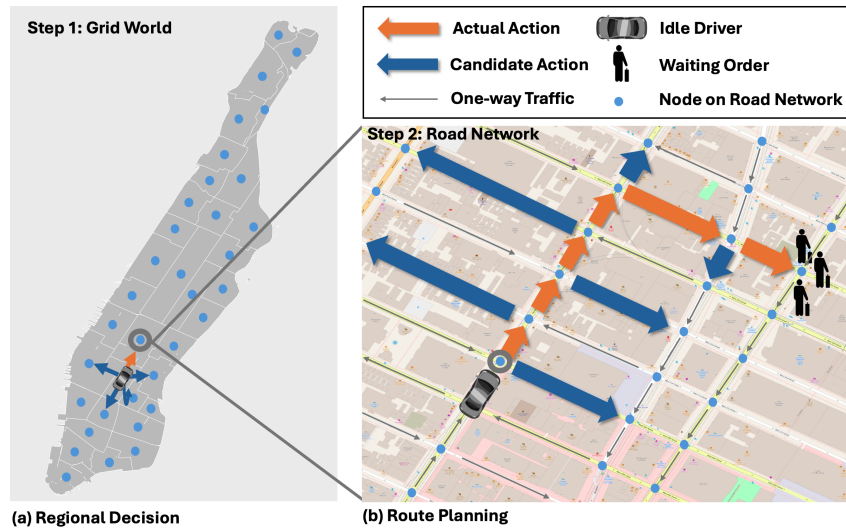 Step 1: Grid World
Actual Action
Idle Driver
Candidate Action
Waiting Order
One-way Traffic
Node on Road Network
Step 2: Road Network
(a) Regional Decision
(b) Route Planning